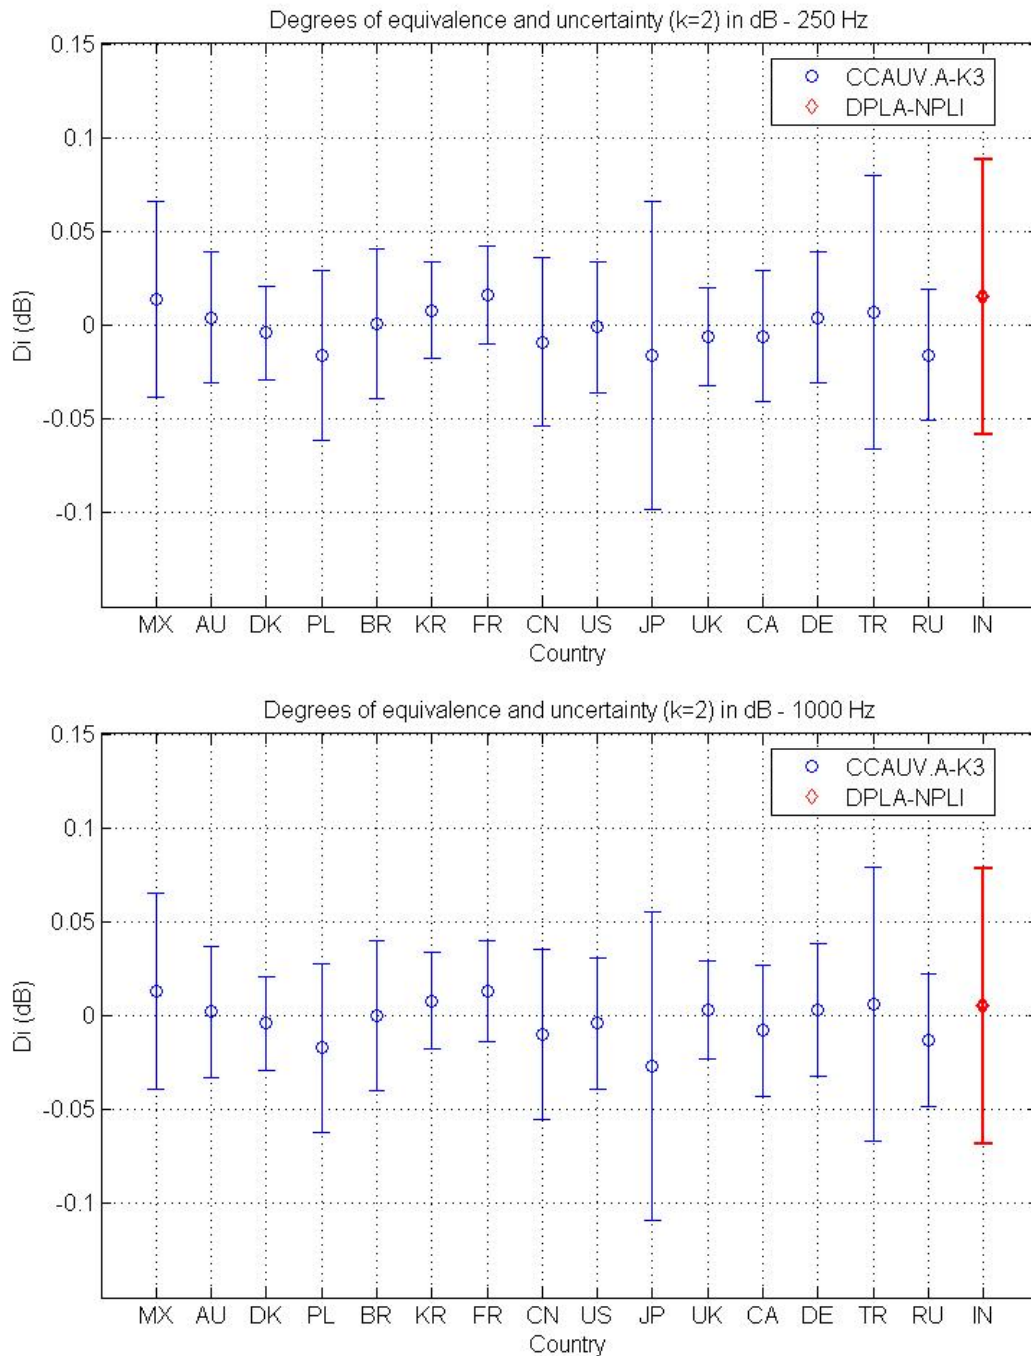 Degrees of equivalence and uncertainty (k=2) in dB - 250 Hz
0.15
CCAUV.A-K3
DPLA-NPLI
0.1
0.05
0
-0.05
-0.1
Di (dB)
MX AU DK PL BR KR FR CN US JP UK CA DE TR RU IN
Country
Degrees of equivalence and uncertainty (k=2) in dB - 1000 Hz
0.15
CCAUV.A-K3
DPLA-NPLI
0.1
0.05
0
-0.05
-0.1
Di (dB)
MX AU DK PL BR KR FR CN US JP UK CA DE TR RU IN
Country